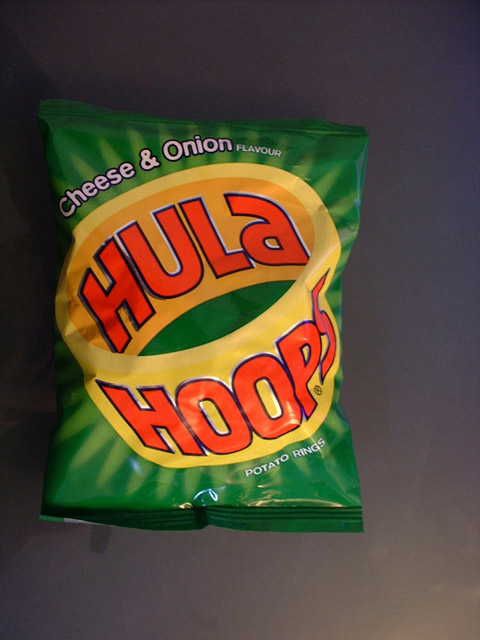 Cheese & Onion FLAVOUR
HULa
HOOPS®
POTATO RINGS